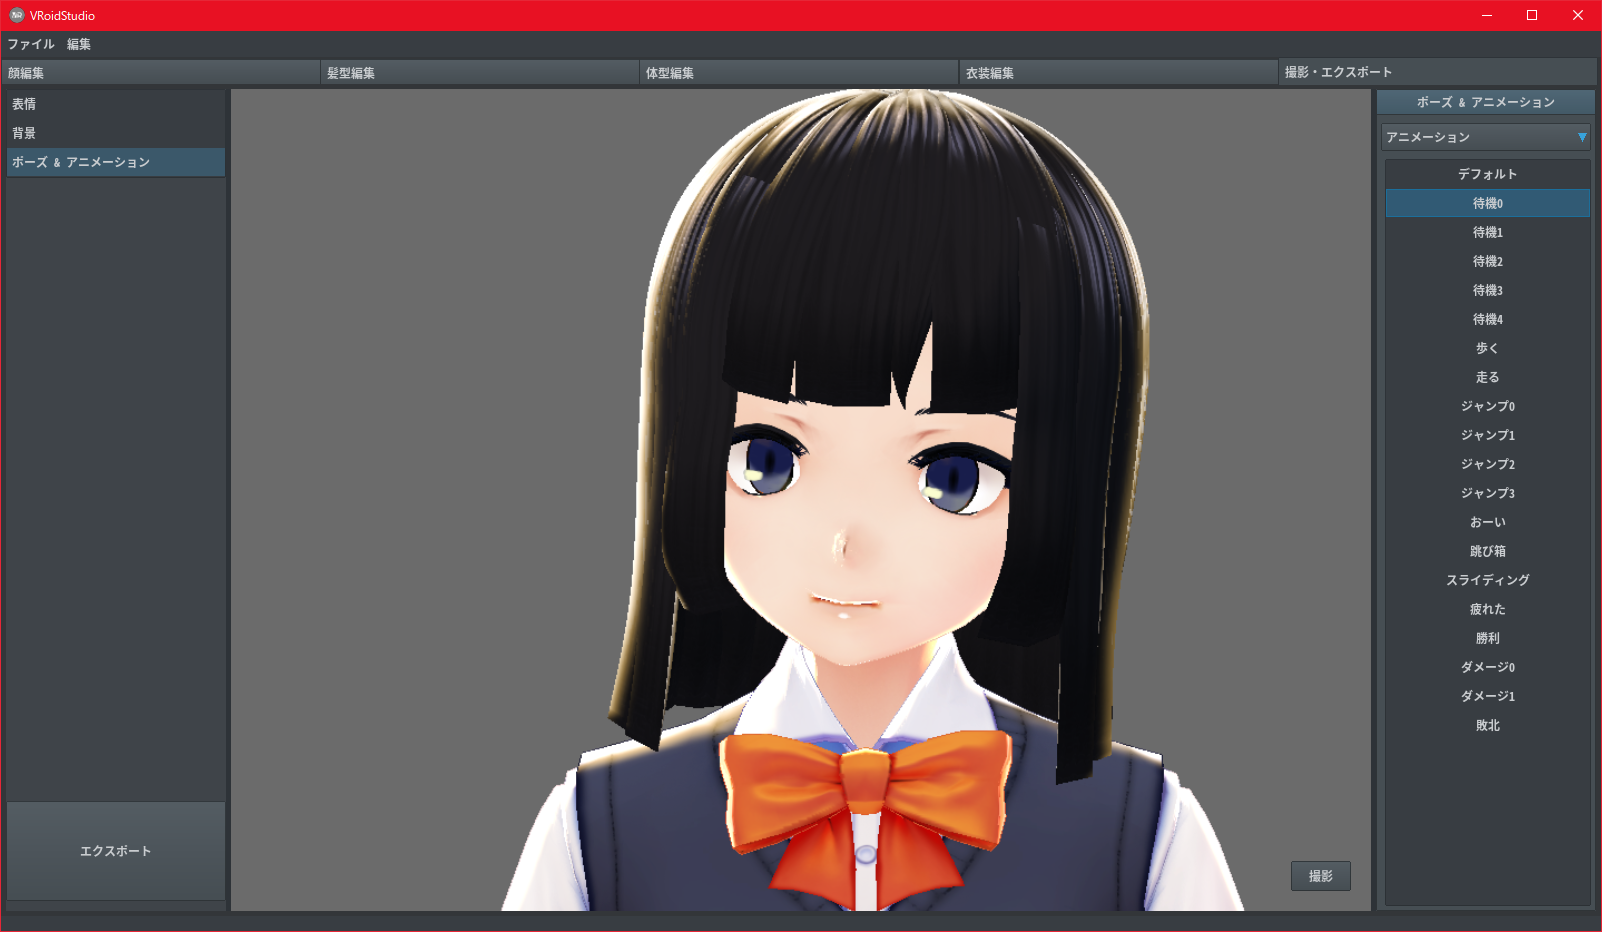 VRoidStudio
ファイル 編集
顔編集 髪型編集 体型編集 衣装編集 撮影・エクスポート
表情
背景
ポーズ & アニメーション
エクスポート
撮影
ポーズ & アニメーション
アニメーション
デフォルト
待機0
待機1
待機2
待機3
待機4
歩く
走る
ジャンプ0
ジャンプ1
ジャンプ2
ジャンプ3
おーい
跳び箱
スライディング
疲れた
勝利
ダメージ0
ダメージ1
敗北